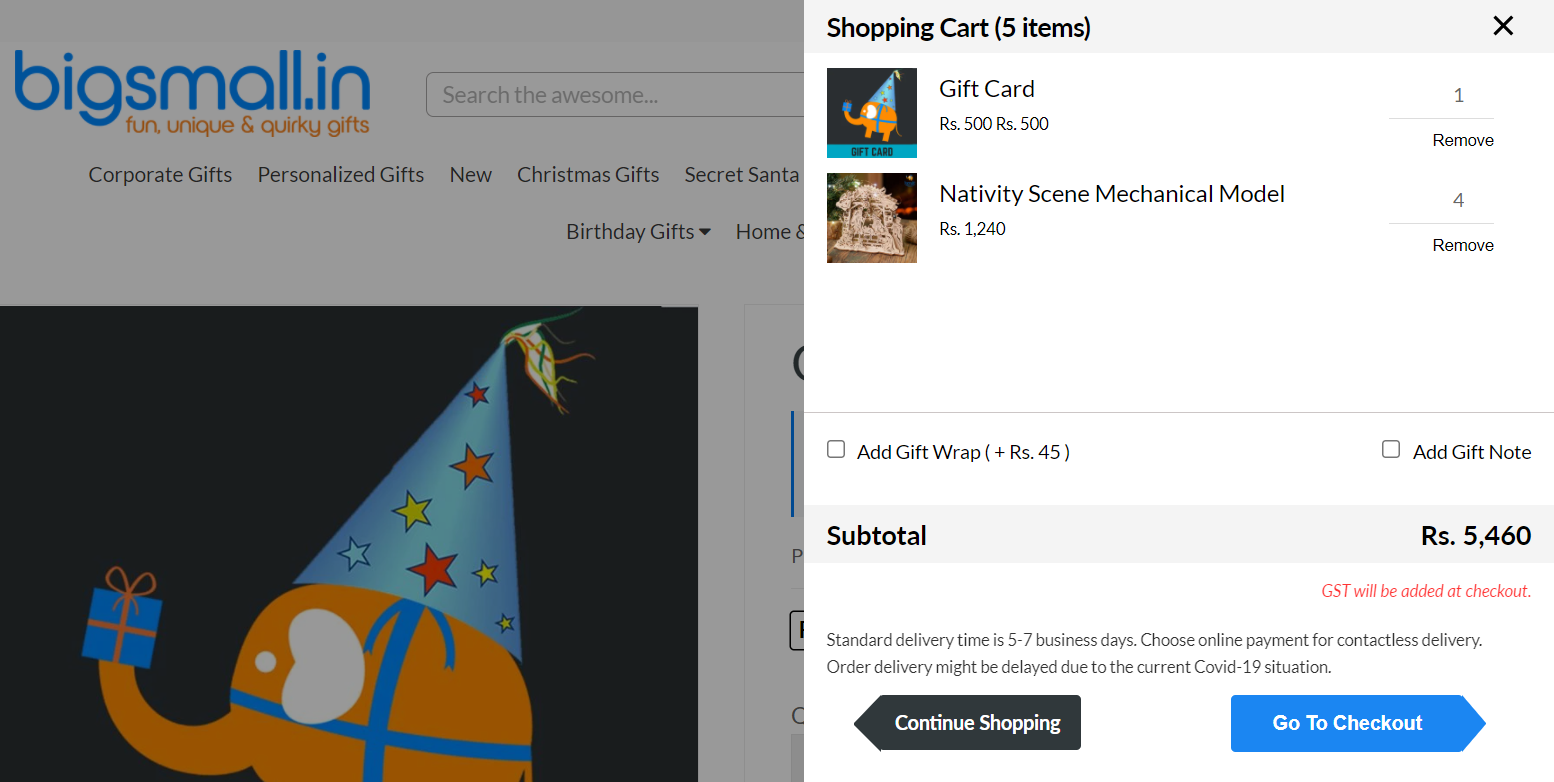 bigsmall.in
fun, unique & quirky gifts
Search the awesome...
Corporate Gifts Personalized Gifts New Christmas Gifts Secret Santa
Birthday Gifts Home &
Shopping Cart (5 items)
Gift Card
1
Rs. 500 Rs. 500
Remove
GIFT CARD
Nativity Scene Mechanical Model
4
Rs. 1,240
Remove
Add Gift Wrap ( + Rs. 45 ) Add Gift Note
Subtotal Rs. 5,460
GST will be added at checkout.
Standard delivery time is 5-7 business days. Choose online payment for contactless delivery.
Order delivery might be delayed due to the current Covid-19 situation.
Continue Shopping Go To Checkout